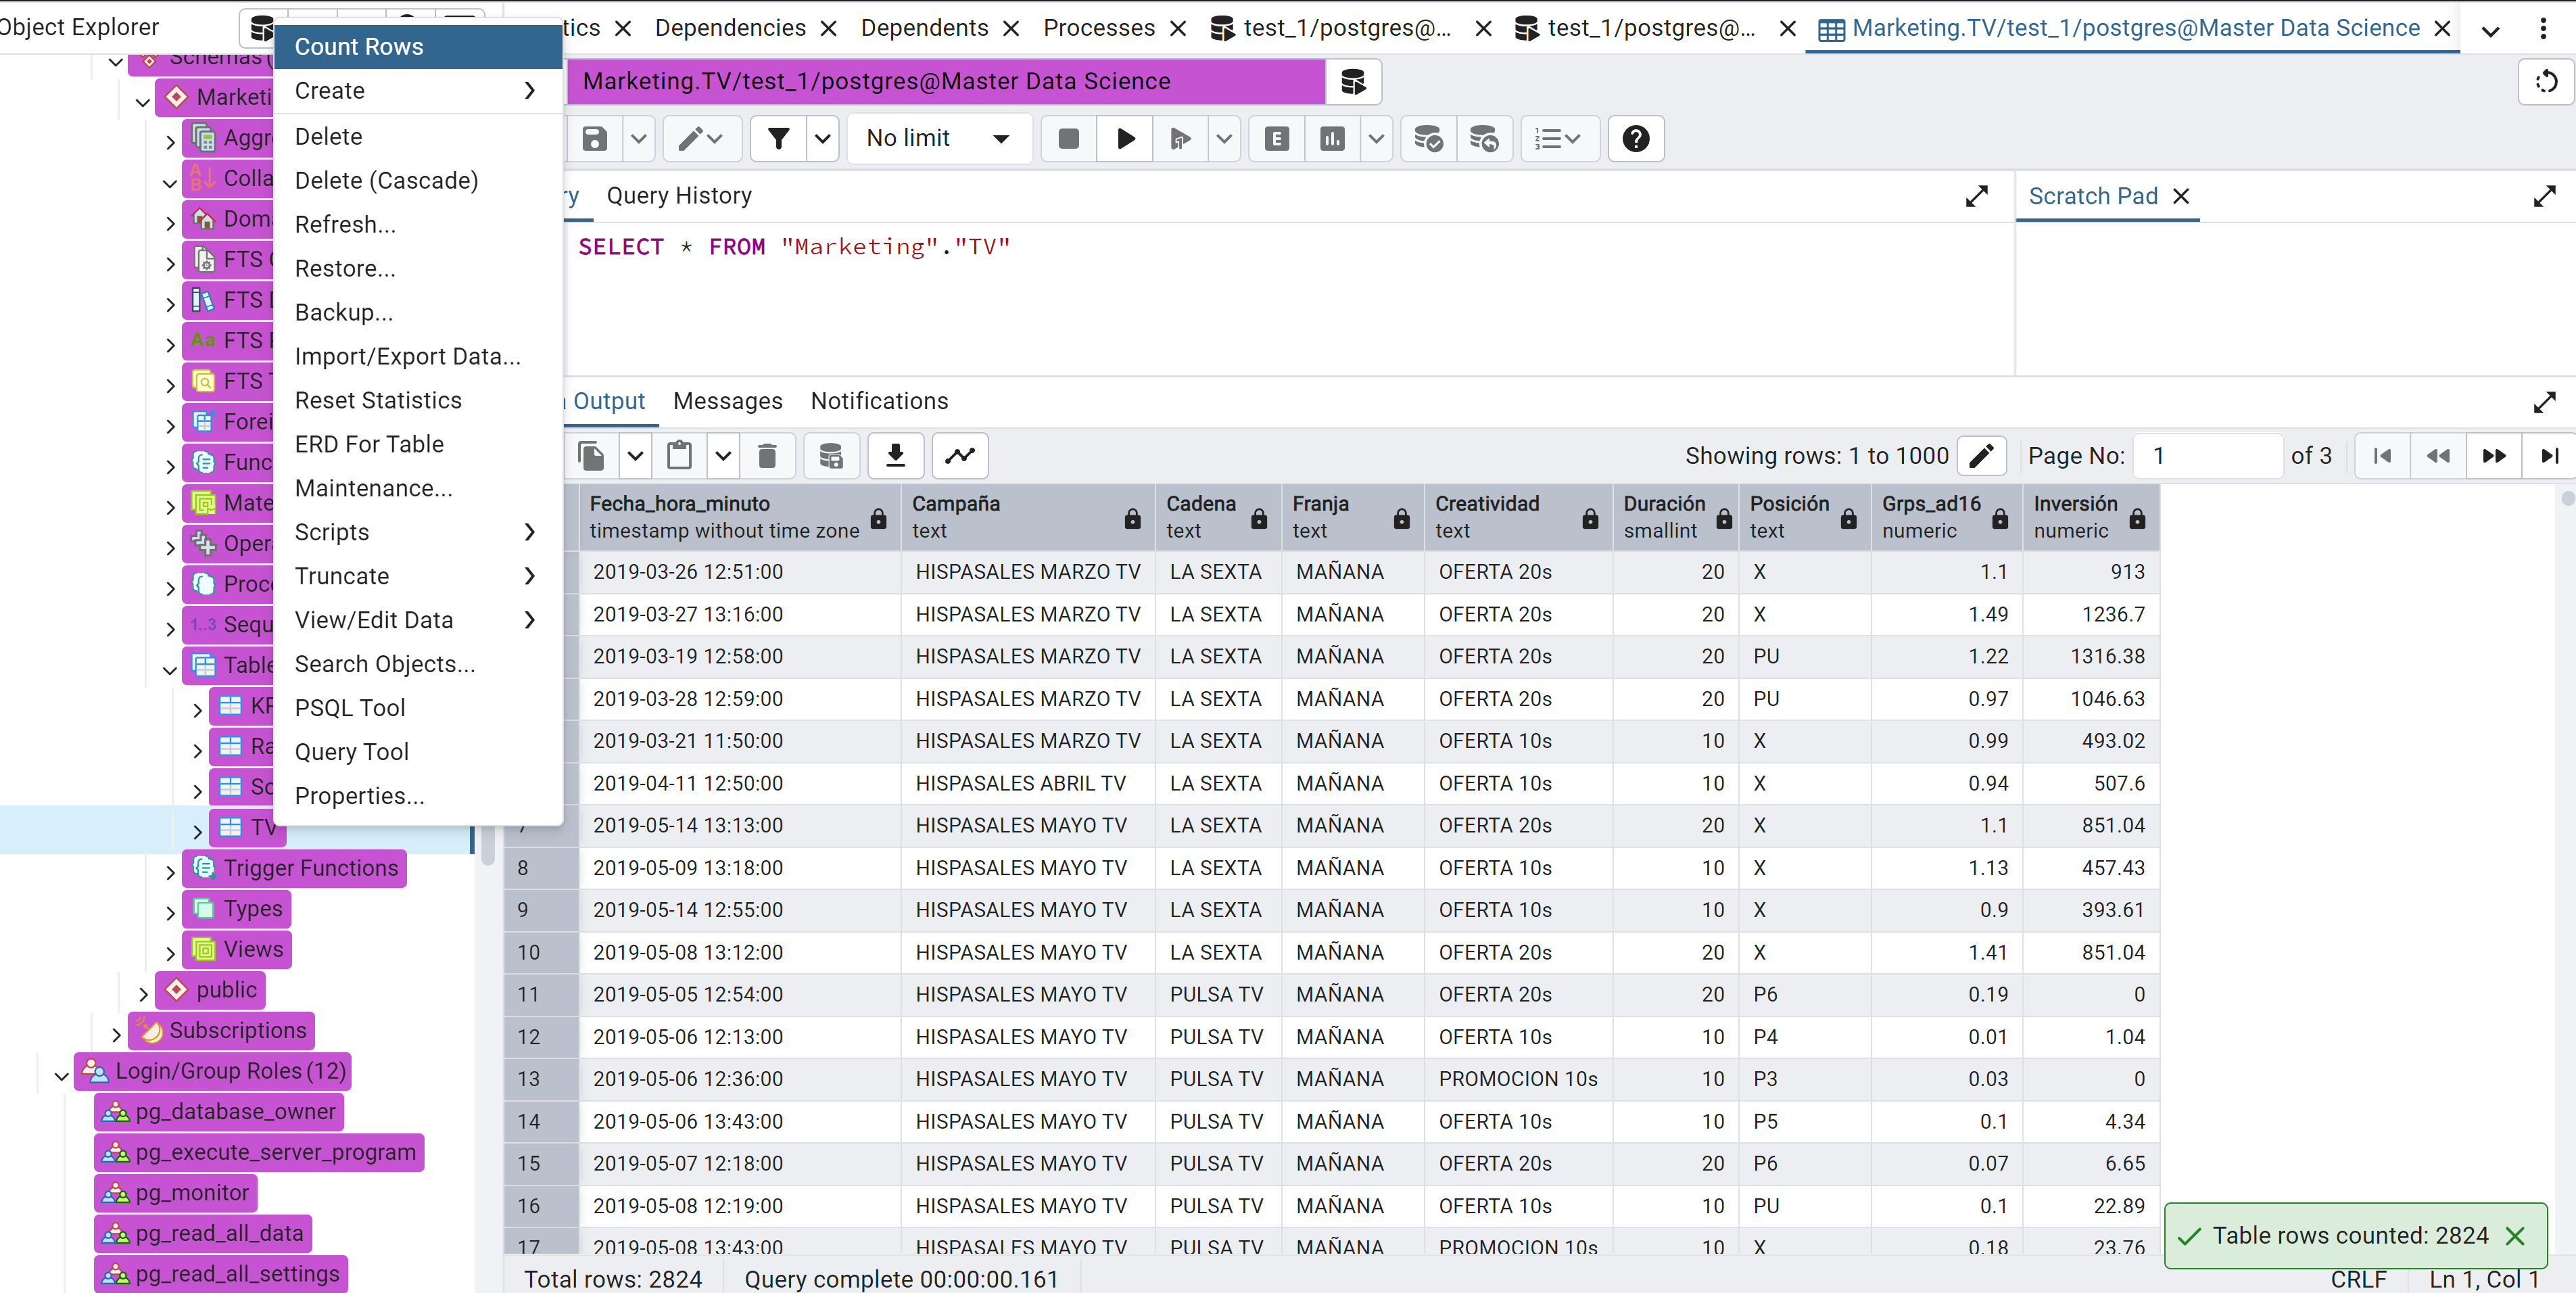 Object Explorer
Dependencies
Dependents
Processes
test_1/postgres@...
test_1/postgres@...
Marketing.TV/test_1/postgres@Master Data Science
Marketing.TV/test_1/postgres@Master Data Science
No limit
Query History
Scratch Pad
SELECT * FROM "Marketing"."TV"
Output
Messages
Notifications
Showing rows: 1 to 1000
Page No:
1
of 3
Count Rows
Create
Delete
Delete (Cascade)
Refresh...
Restore...
Backup...
Import/Export Data...
Reset Statistics
ERD For Table
Maintenance...
Scripts
Truncate
View/Edit Data
Search Objects...
PSQL Tool
Query Tool
Properties...
TV
Trigger Functions
Types
Views
public
Subscriptions
Login/Group Roles (12)
pg_database_owner
pg_execute_server_program
pg_monitor
pg_read_all_data
pg_read_all_settings
Fecha_hora_minuto Campaña Cadena Franja Creatividad Duración Posición Grps_ad16 Inversión
timestamp without time zone text text text text smallint text numeric numeric
2019-03-26 12:51:00 HISPASALES MARZO TV LA SEXTA MAÑANA OFERTA 20s 20 X 1.1 913
2019-03-27 13:16:00 HISPASALES MARZO TV LA SEXTA MAÑANA OFERTA 20s 20 X 1.49 1236.7
2019-03-19 12:58:00 HISPASALES MARZO TV LA SEXTA MAÑANA OFERTA 20s 20 PU 1.22 1316.38
2019-03-28 12:59:00 HISPASALES MARZO TV LA SEXTA MAÑANA OFERTA 20s 20 PU 0.97 1046.63
2019-03-21 11:50:00 HISPASALES MARZO TV LA SEXTA MAÑANA OFERTA 10s 10 X 0.99 493.02
2019-04-11 12:50:00 HISPASALES ABRIL TV LA SEXTA MAÑANA OFERTA 10s 10 X 0.94 507.6
2019-05-14 13:13:00 HISPASALES MAYO TV LA SEXTA MAÑANA OFERTA 20s 20 X 1.1 851.04
8 2019-05-09 13:18:00 HISPASALES MAYO TV LA SEXTA MAÑANA OFERTA 10s 10 X 1.13 457.43
9 2019-05-14 12:55:00 HISPASALES MAYO TV LA SEXTA MAÑANA OFERTA 10s 10 X 0.9 393.61
10 2019-05-08 13:12:00 HISPASALES MAYO TV LA SEXTA MAÑANA OFERTA 20s 20 X 1.41 851.04
11 2019-05-05 12:54:00 HISPASALES MAYO TV PULSA TV MAÑANA OFERTA 20s 20 P6 0.19 0
12 2019-05-06 12:13:00 HISPASALES MAYO TV PULSA TV MAÑANA OFERTA 10s 10 P4 0.01 1.04
13 2019-05-06 12:36:00 HISPASALES MAYO TV PULSA TV MAÑANA PROMOCION 10s 10 P3 0.03 0
14 2019-05-06 13:43:00 HISPASALES MAYO TV PULSA TV MAÑANA OFERTA 10s 10 P5 0.1 4.34
15 2019-05-07 12:18:00 HISPASALES MAYO TV PULSA TV MAÑANA OFERTA 20s 20 P6 0.07 6.65
16 2019-05-08 12:19:00 HISPASALES MAYO TV PULSA TV MAÑANA OFERTA 10s 10 PU 0.1 22.89
17 2019-05-08 13:43:00 HISPASALES MAYO TV PULSA TV MAÑANA PROMOCION 10s 10 X 0.18 23.76
Table rows counted: 2824
Total rows: 2824
Query complete 00:00:00.161
CRLF
Ln 1, Col 1